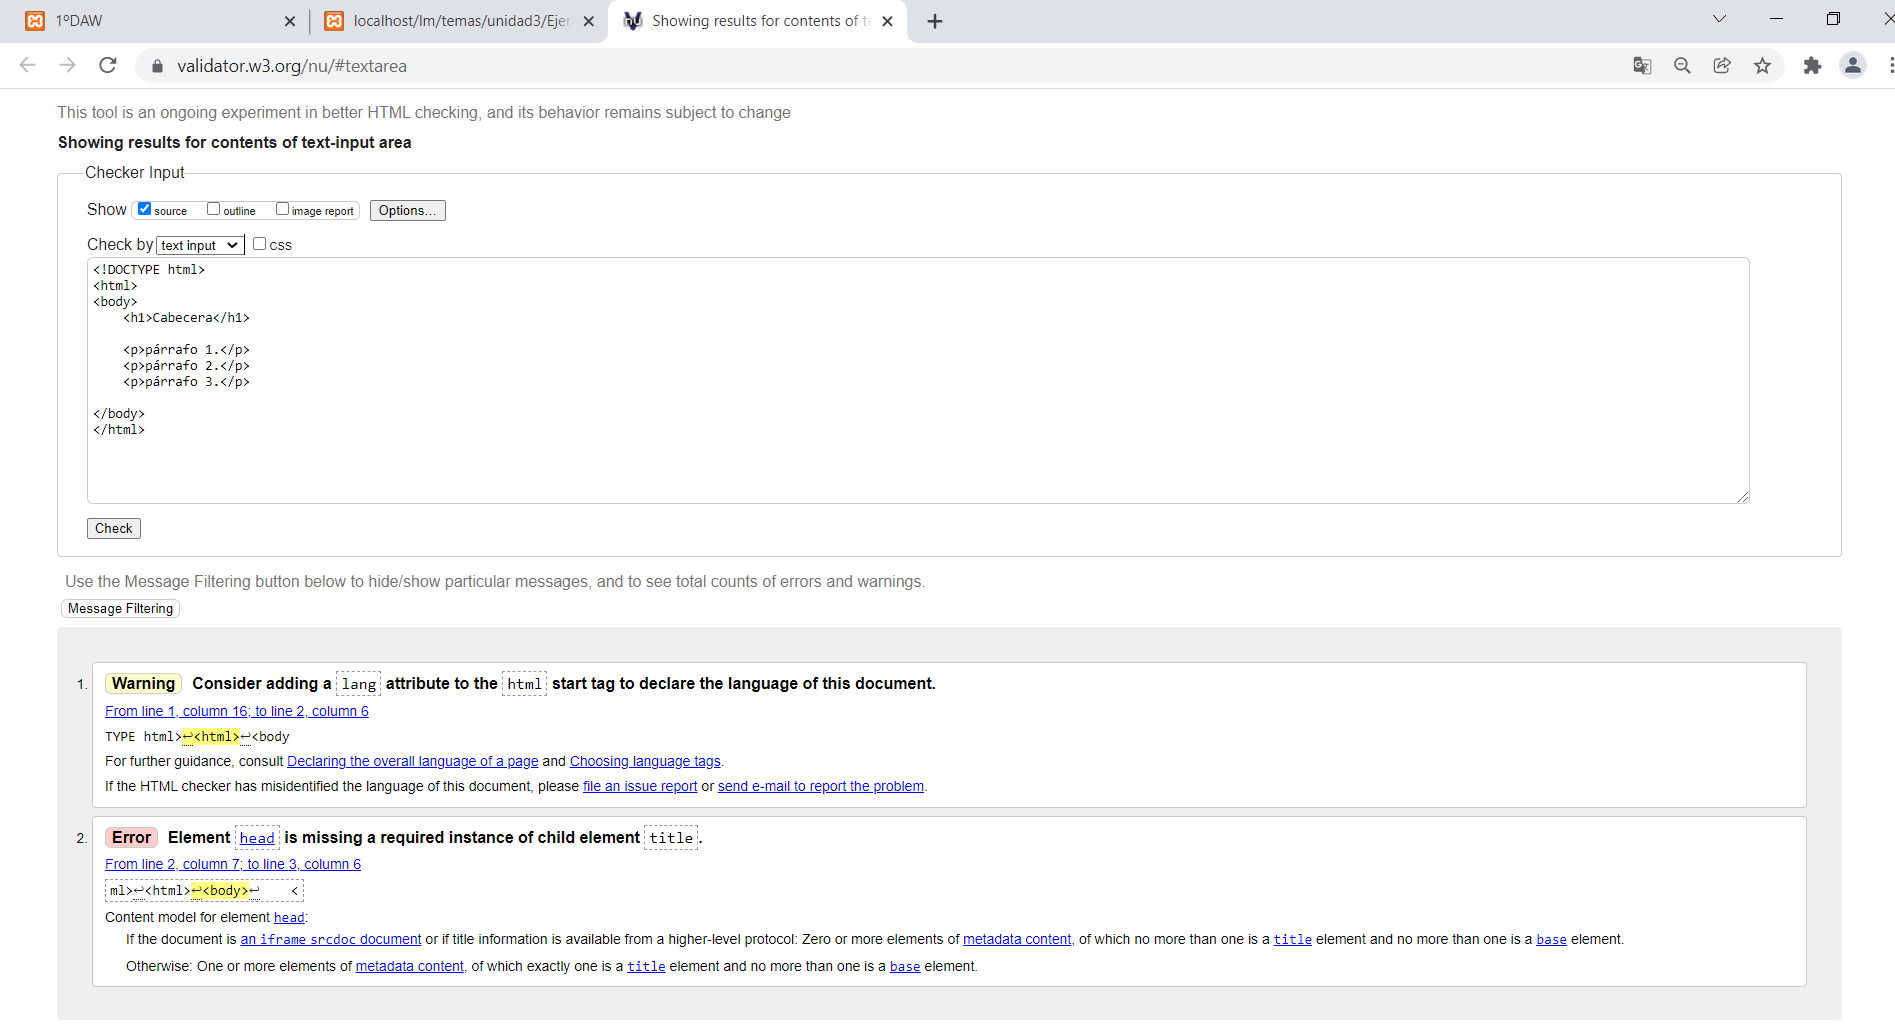 1ºDAW
localhost/lm/temas/unidad3/Ejer
Showing results for contents of te
validator.w3.org/nu/#textarea
This tool is an ongoing experiment in better HTML checking, and its behavior remains subject to change
Showing results for contents of text-input area
Checker Input
Show source outline image report Options...
Check by text input css
<!DOCTYPE html>
<html>
<body>
<h1>Cabecera</h1>
<p>párrafo 1.</p>
<p>párrafo 2.</p>
<p>párrafo 3.</p>
</body>
</html>
Check
Use the Message Filtering button below to hide/show particular messages, and to see total counts of errors and warnings.
Message Filtering
1. Warning Consider adding a lang attribute to the html start tag to declare the language of this document.
From line 1, column 16; to line 2, column 6
TYPE html>↩<html>↩<body
For further guidance, consult Declaring the overall language of a page and Choosing language tags.
If the HTML checker has misidentified the language of this document, please file an issue report or send e-mail to report the problem.
2. Error Element head is missing a required instance of child element title.
From line 2, column 7; to line 3, column 6
ml>↩<html>↩<body>↩    <
Content model for element head:
If the document is an iframe srcdoc document or if title information is available from a higher-level protocol: Zero or more elements of metadata content, of which no more than one is a title element and no more than one is a base element.
Otherwise: One or more elements of metadata content, of which exactly one is a title element and no more than one is a base element.